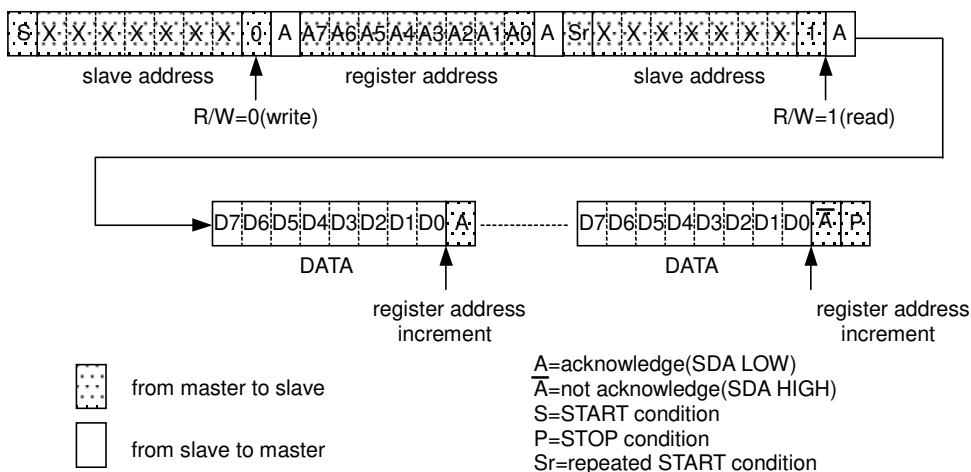 S X X X X X X X 0 A A7 A6 A5 A4 A3 A2 A1 A0 A Sr X X X X X X X 1 A
slave address register address slave address
R/W=0(write) R/W=1(read)
D7 D6 D5 D4 D3 D2 D1 D0 A D7 D6 D5 D4 D3 D2 D1 D0 A̅ P
DATA DATA
register address register address
increment increment
from master to slave
from slave to master
A=acknowledge(SDA LOW)
A̅=not acknowledge(SDA HIGH)
S=START condition
P=STOP condition
Sr=repeated START condition